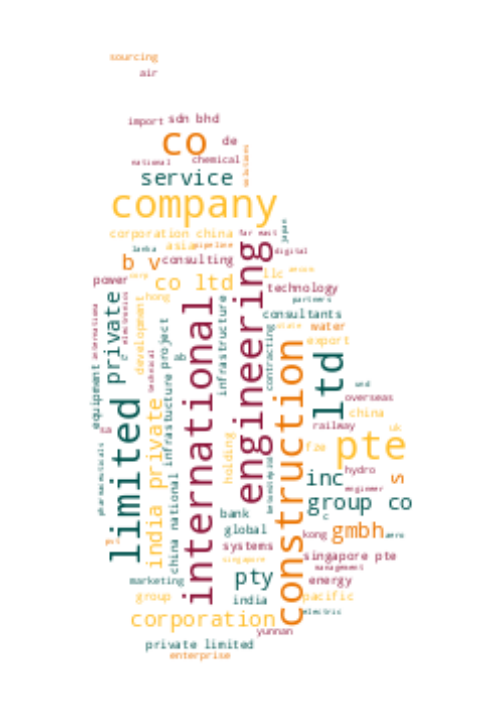 sourcing
air
import
sdn bhd
co
de
national
chemical
service
company
corporation china
far east
japan
lanka
asia
pipeline
digital
b v
consulting
power
co ltd
llc
technology
hong
partners
international
electronics
private
development
equipment
technical
infrastructure project
infrastructure
international
engineering
contracting
consultants
water
export
construction
ltd
limited
india private
china national
holding
overseas
china
railway
uk
pte
sa
fze
pharmaceuticals
inc
hydro
s
engineer
group co
c
bank
global
kong
gmbh
aero
systems
singapore
singapore pte
management
marketing
pty
energy
group
india
pacific
electric
corporation
yunnan
private limited
enterprise